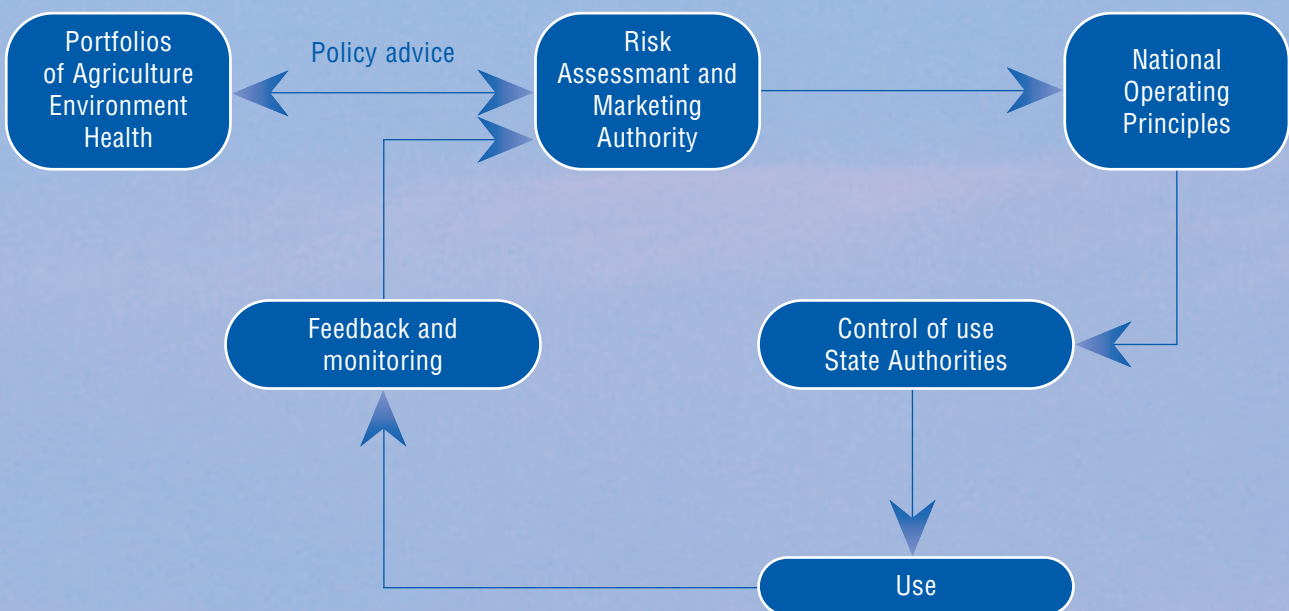 Portfolios
of Agriculture
Environment
Health
Policy advice
Risk
Assessmant and
Marketing
Authority
National
Operating
Principles
Feedback and
monitoring
Control of use
State Authorities
Use